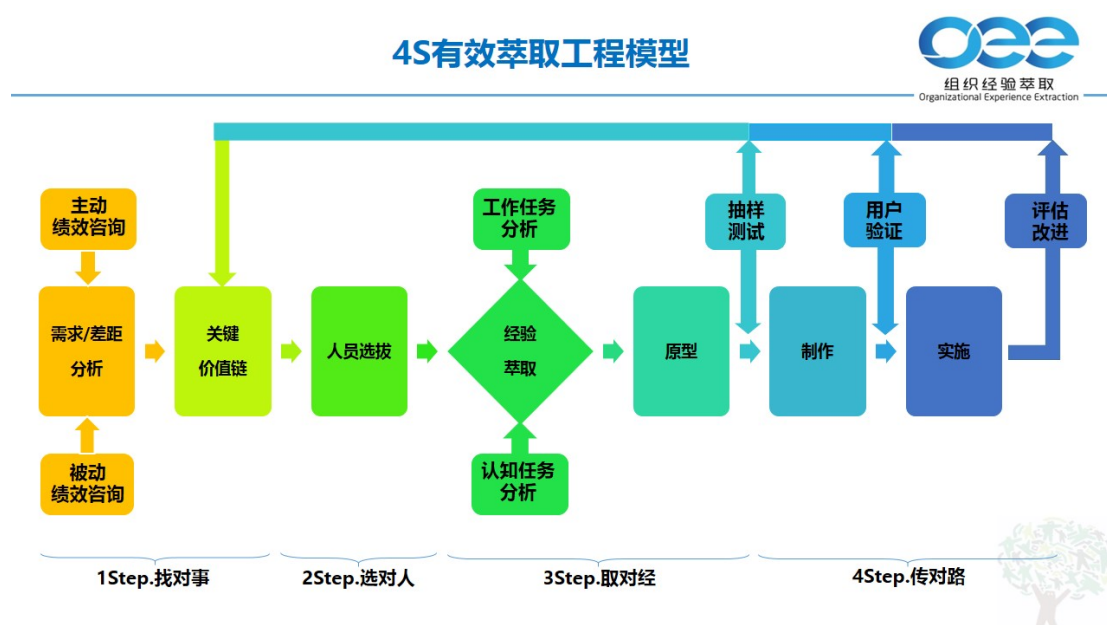 4S有效萃取工程模型
oee
组织经验萃取
Organizational Experience Extraction
主动
绩效咨询
工作任务
分析
抽样
测试
用户
验证
评估
改进
需求/差距
分析
关键
价值链
人员选拔
经验
萃取
原型
制作
实施
被动
绩效咨询
认知任务
分析
1Step.找对事
2Step.选对人
3Step.取对经
4Step.传对路